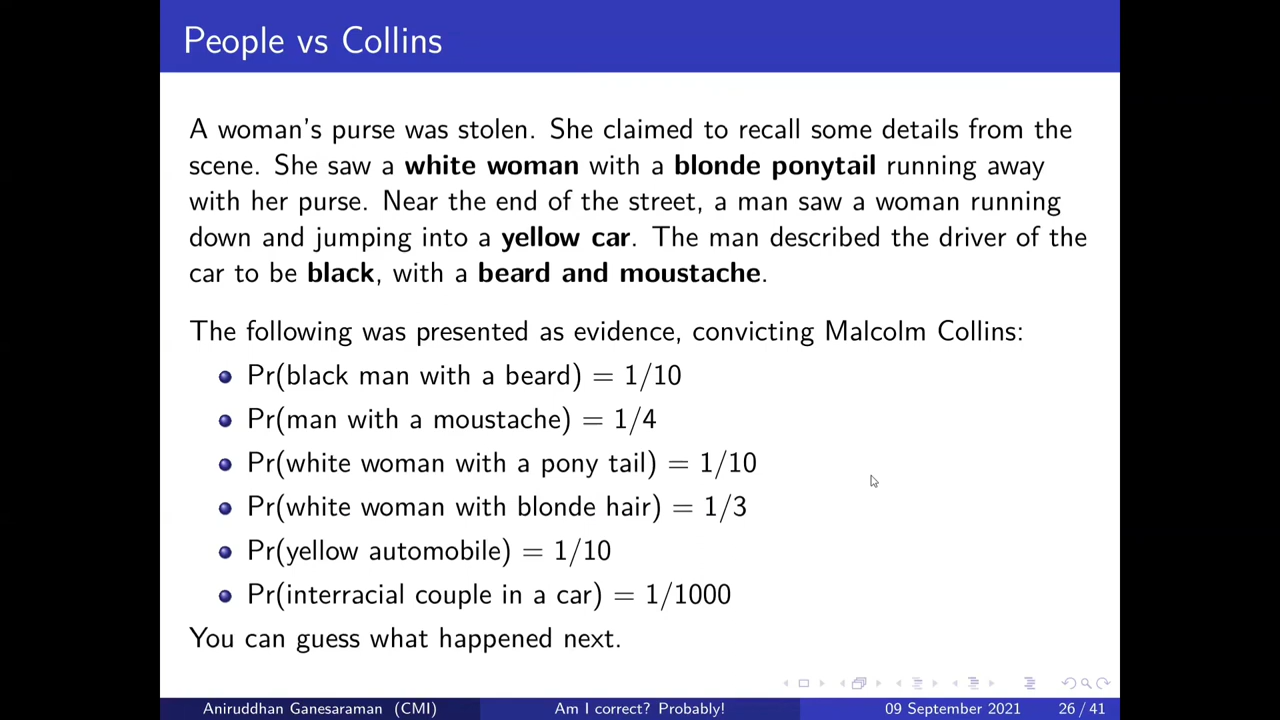 People vs Collins
A woman's purse was stolen. She claimed to recall some details from the
scene. She saw a white woman with a blonde ponytail running away
with her purse. Near the end of the street, a man saw a woman running
down and jumping into a yellow car. The man described the driver of the
car to be black, with a beard and moustache.
The following was presented as evidence, convicting Malcolm Collins:
Pr(black man with a beard) = 1/10
Pr(man with a moustache) = 1/4
Pr(white woman with a pony tail) = 1/10
Pr(white woman with blonde hair) = 1/3
Pr(yellow automobile) = 1/10
Pr(interracial couple in a car) = 1/1000
You can guess what happened next.
Aniruddhan Ganesaraman (CMI) Am I correct? Probably! 09 September 2021 26 / 41